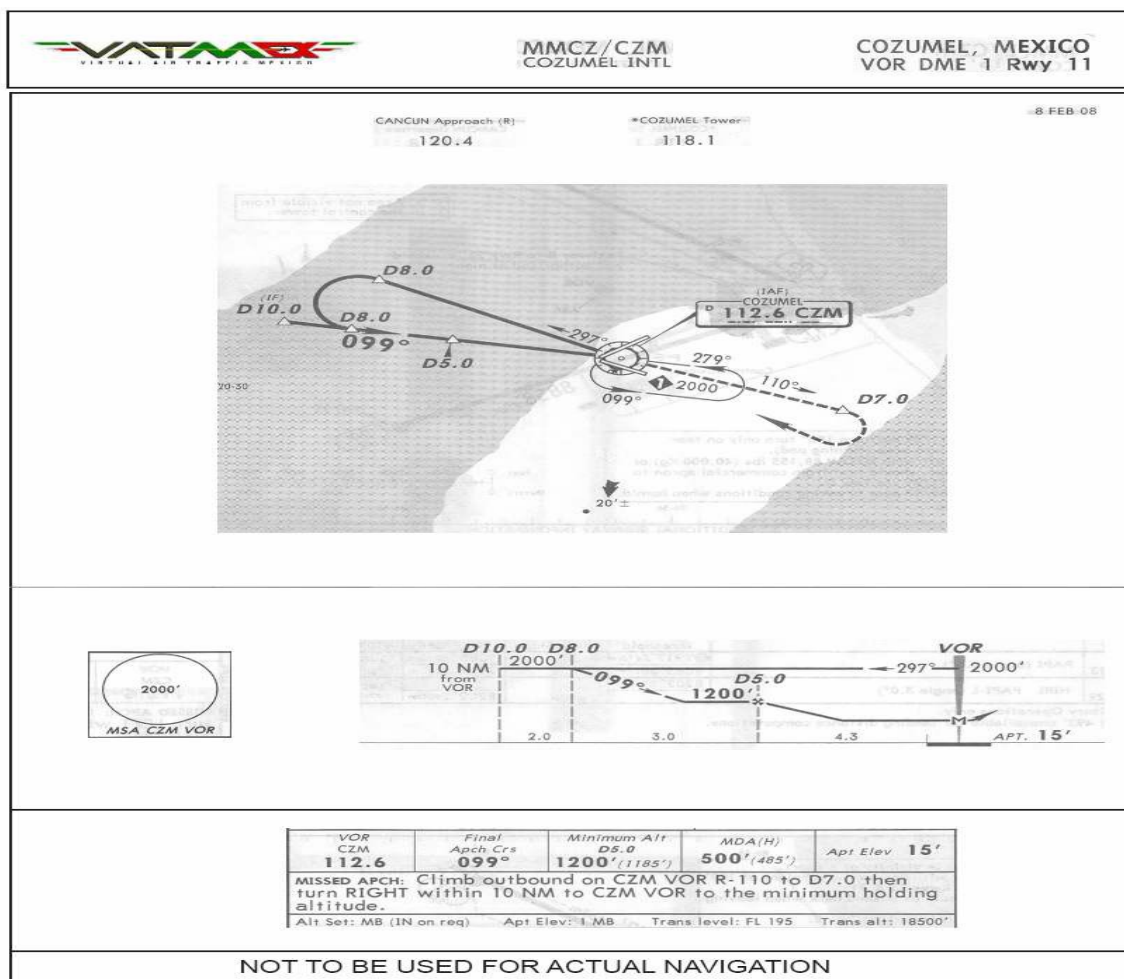 VATMEX
VIRTUAL AIR TRAFFIC MEXICO
MMCZ/CZM
COZUMEL INTL
COZUMEL, MEXICO
VOR DME 1 Rwy 11
8 FEB 08
CANCUN Approach (R)
120.4
*COZUMEL Tower
118.1
D8.0
(IF)
D10.0
D8.0
099°
D5.0
297°
(IAF)
COZUMEL
D 112.6 CZM
279°
2000
110°
099°
D7.0
20-30
20'±
2000'
MSA CZM VOR
D10.0 D8.0
10 NM
from
VOR
2000'
099°
1200'
D5.0
VOR
297°
2000'
M
2.0
3.0
4.3
APT. 15'
VOR
CZM
112.6
Final
Apch Crs
099°
Minimum Alt
D5.0
1200' (1185')
MDA(H)
500' (485')
Apt Elev 15'
MISSED APCH: Climb outbound on CZM VOR R-110 to D7.0 then
turn RIGHT within 10 NM to CZM VOR to the minimum holding
altitude.
Alt Set: MB (IN on req) Apt Elev: 1 MB Trans level: FL 195 Trans alt: 18500'
NOT TO BE USED FOR ACTUAL NAVIGATION